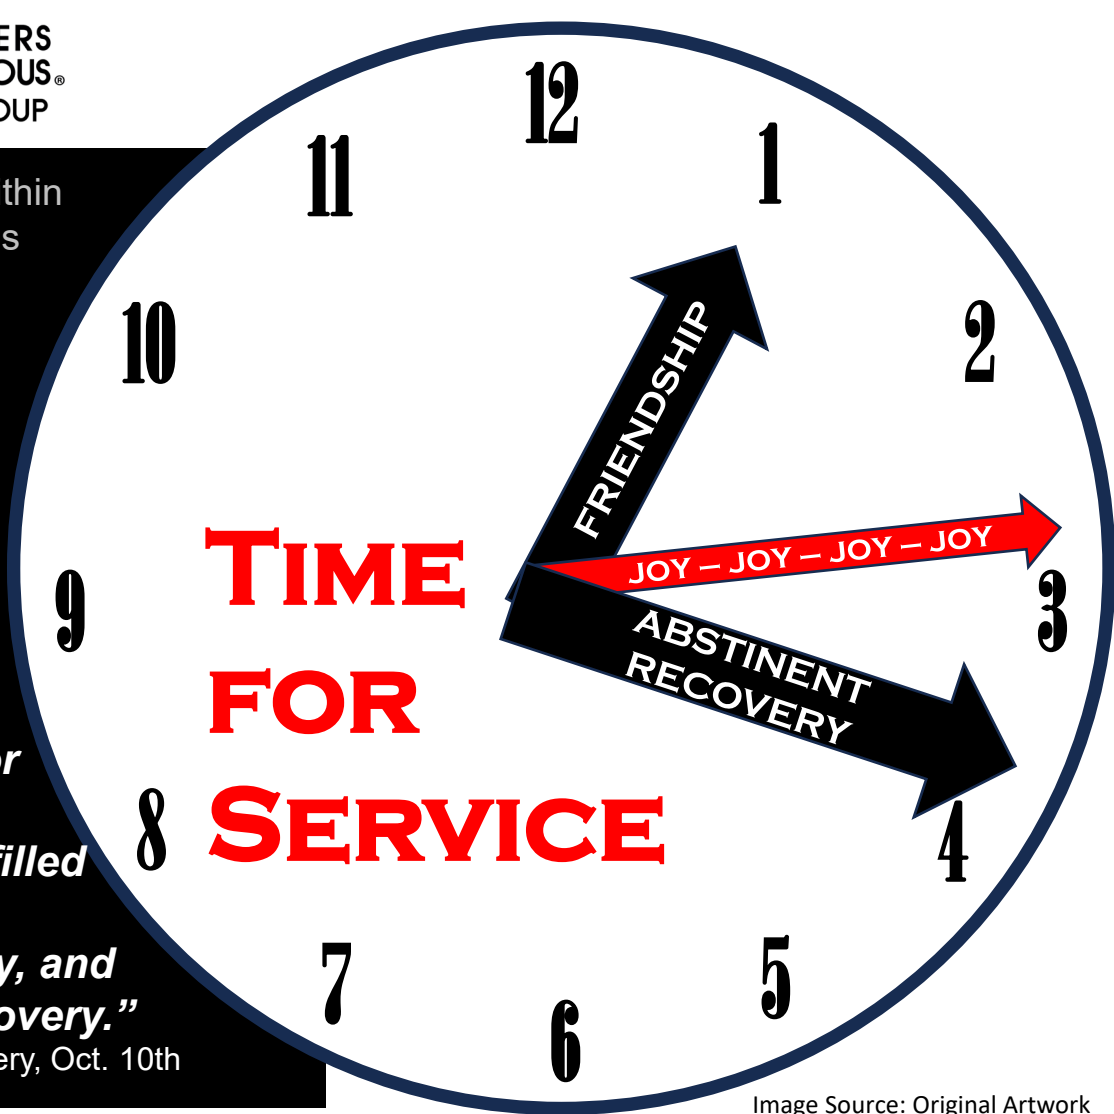 ERS
OUS®
OUP
thin
s
or
filled
y, and
overy.”
ery, Oct. 10th
12
1
2
3
4
5
6
7
8
9
10
11
FRIENDSHIP
JOY – JOY – JOY – JOY
ABSTINENT
RECOVERY
TIME
FOR
SERVICE
Image Source: Original Artwork